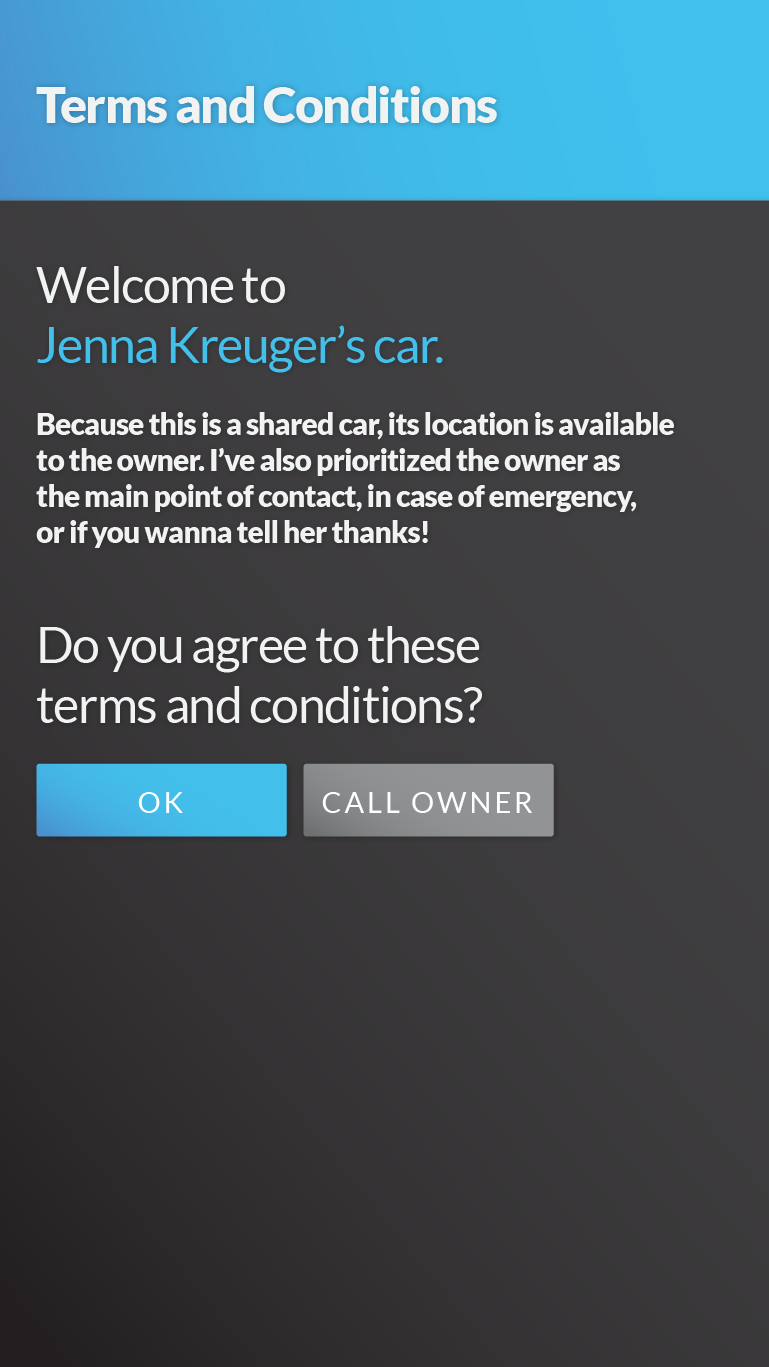 Terms and Conditions
Welcome to
Jenna Kreuger’s car.
Because this is a shared car, its location is available
to the owner. I’ve also prioritized the owner as
the main point of contact, in case of emergency,
or if you wanna tell her thanks!
Do you agree to these
terms and conditions?
OK
CALL OWNER